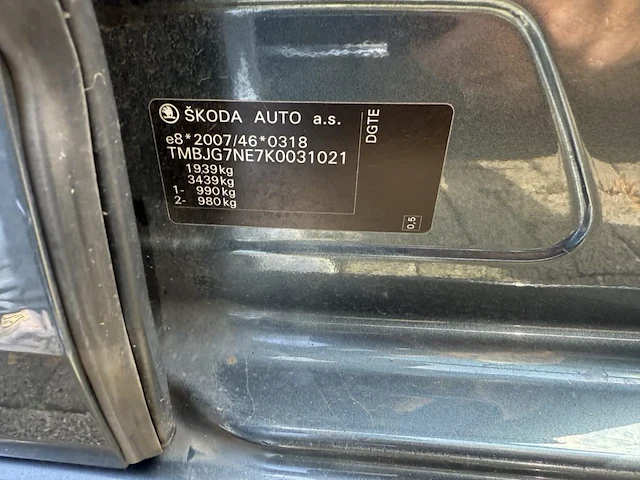 ŠKODA AUTO a.s.
e8*2007/46*0318
TMBJG7NE7K0031021
1939kg
3439kg
1- 990kg
2- 980kg
DGTE
0.5